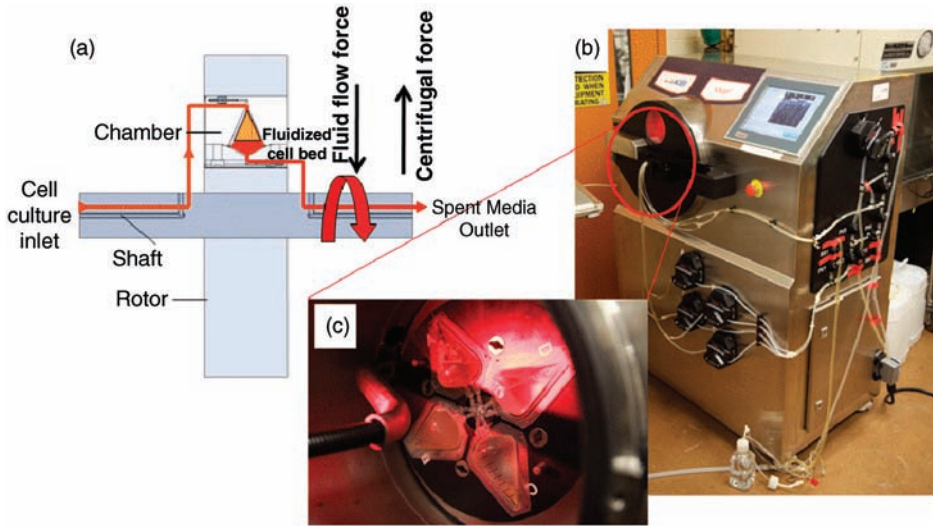 (a)
Chamber
Fluidized
cell bed
Fluid flow force
Centrifugal force
Cell
culture
inlet
Shaft
Rotor
Spent Media
Outlet
(b)
(c)